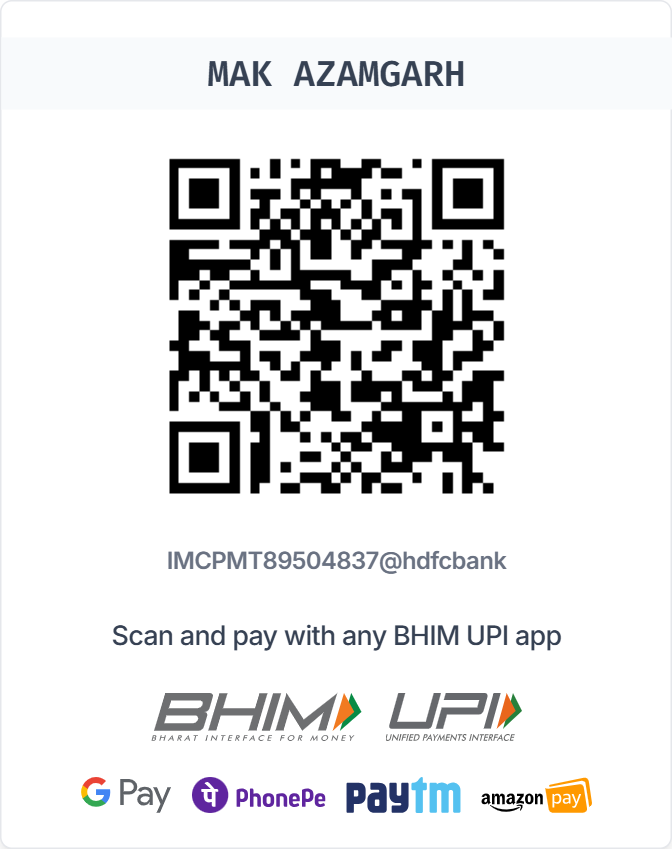 MAK AZAMGARH
IMCPMT89504837@hdfcbank
Scan and pay with any BHIM UPI app
BHIM UPI
BHARAT INTERFACE FOR MONEY UNIFIED PAYMENTS INTERFACE
G Pay पे PhonePe paytm amazon pay